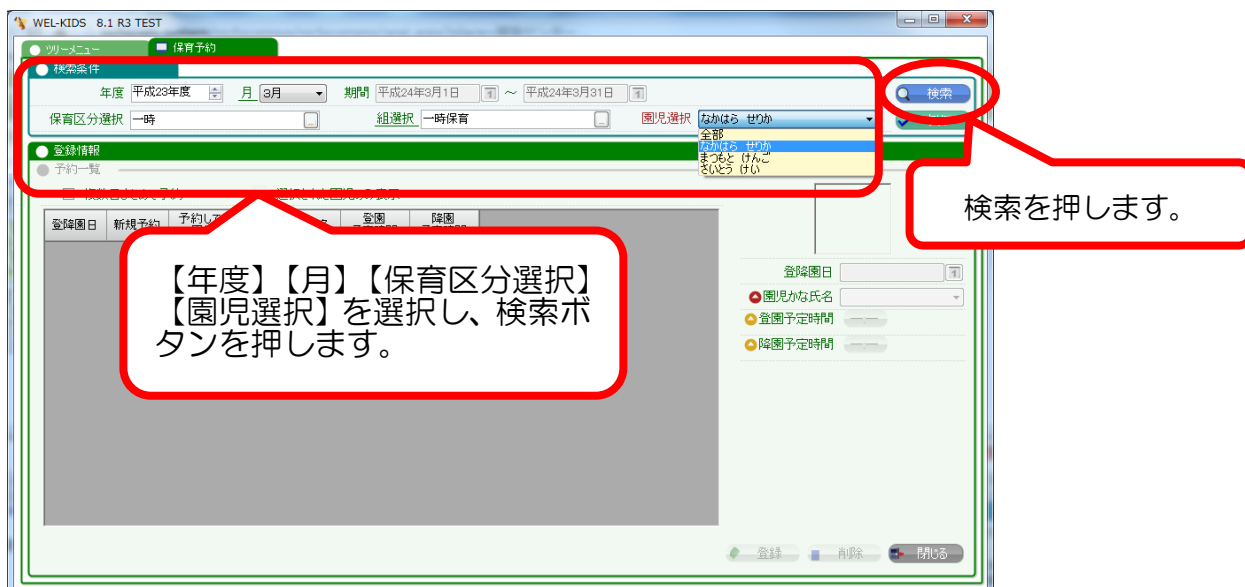 WEL-KIDS 8.1 R3 TEST
ツリーメニュー 保育予約
検索条件
年度 平成23年度 月 3月 期間 平成24年3月1日 ～ 平成24年3月31日 検索
保育区分選択 一時 組選択 一時保育 園児選択 なかはら せりか
全部
なかはら せりか
まつもと けんご
さいとう けい
登録情報
予約一覧
検索を押します。
登降園日 新規予約 登園 降園
【年度】【月】【保育区分選択】
【園児選択】を選択し、検索ボ
タンを押します。
登降園日
園児かな氏名
登園予定時間 --:--
降園予定時間 --:--
登録 削除 閉じる